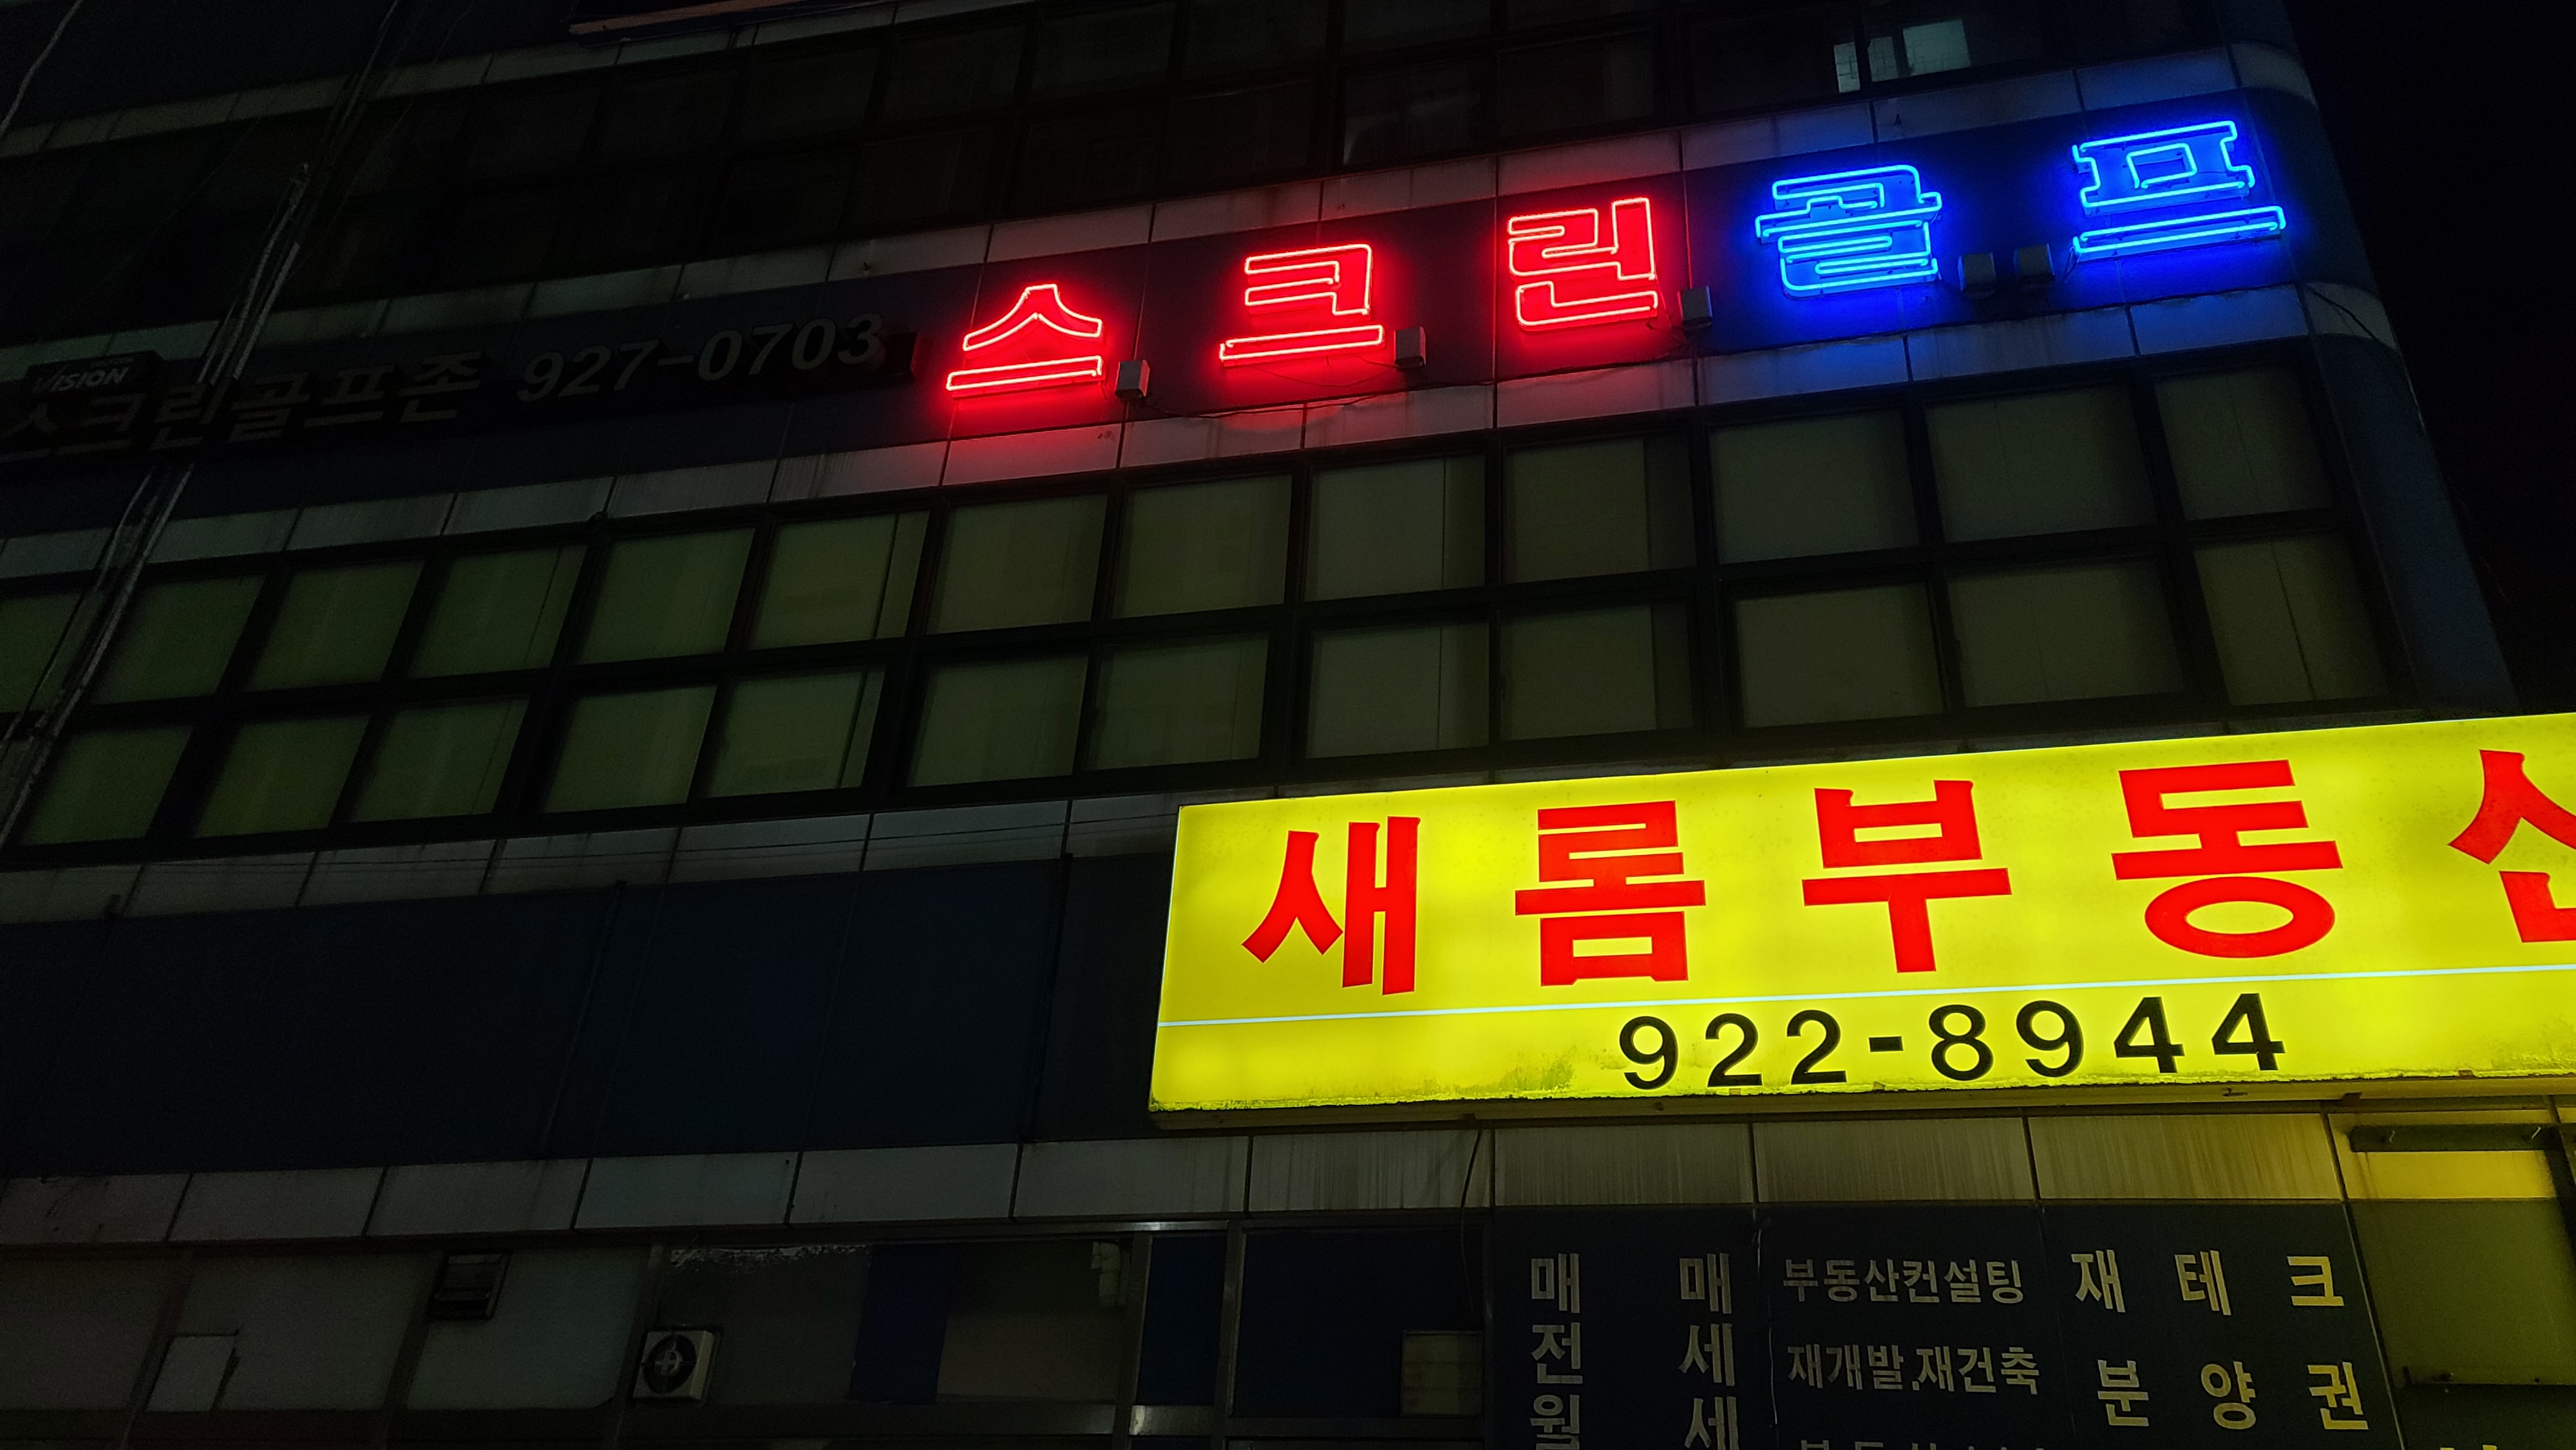 스크린골프
VISION
스크린골프존 927-0703
새롬부동산
922-8944
매 매
전 세
월 세
부동산컨설팅
재개발,재건축
재 테 크
분 양 권